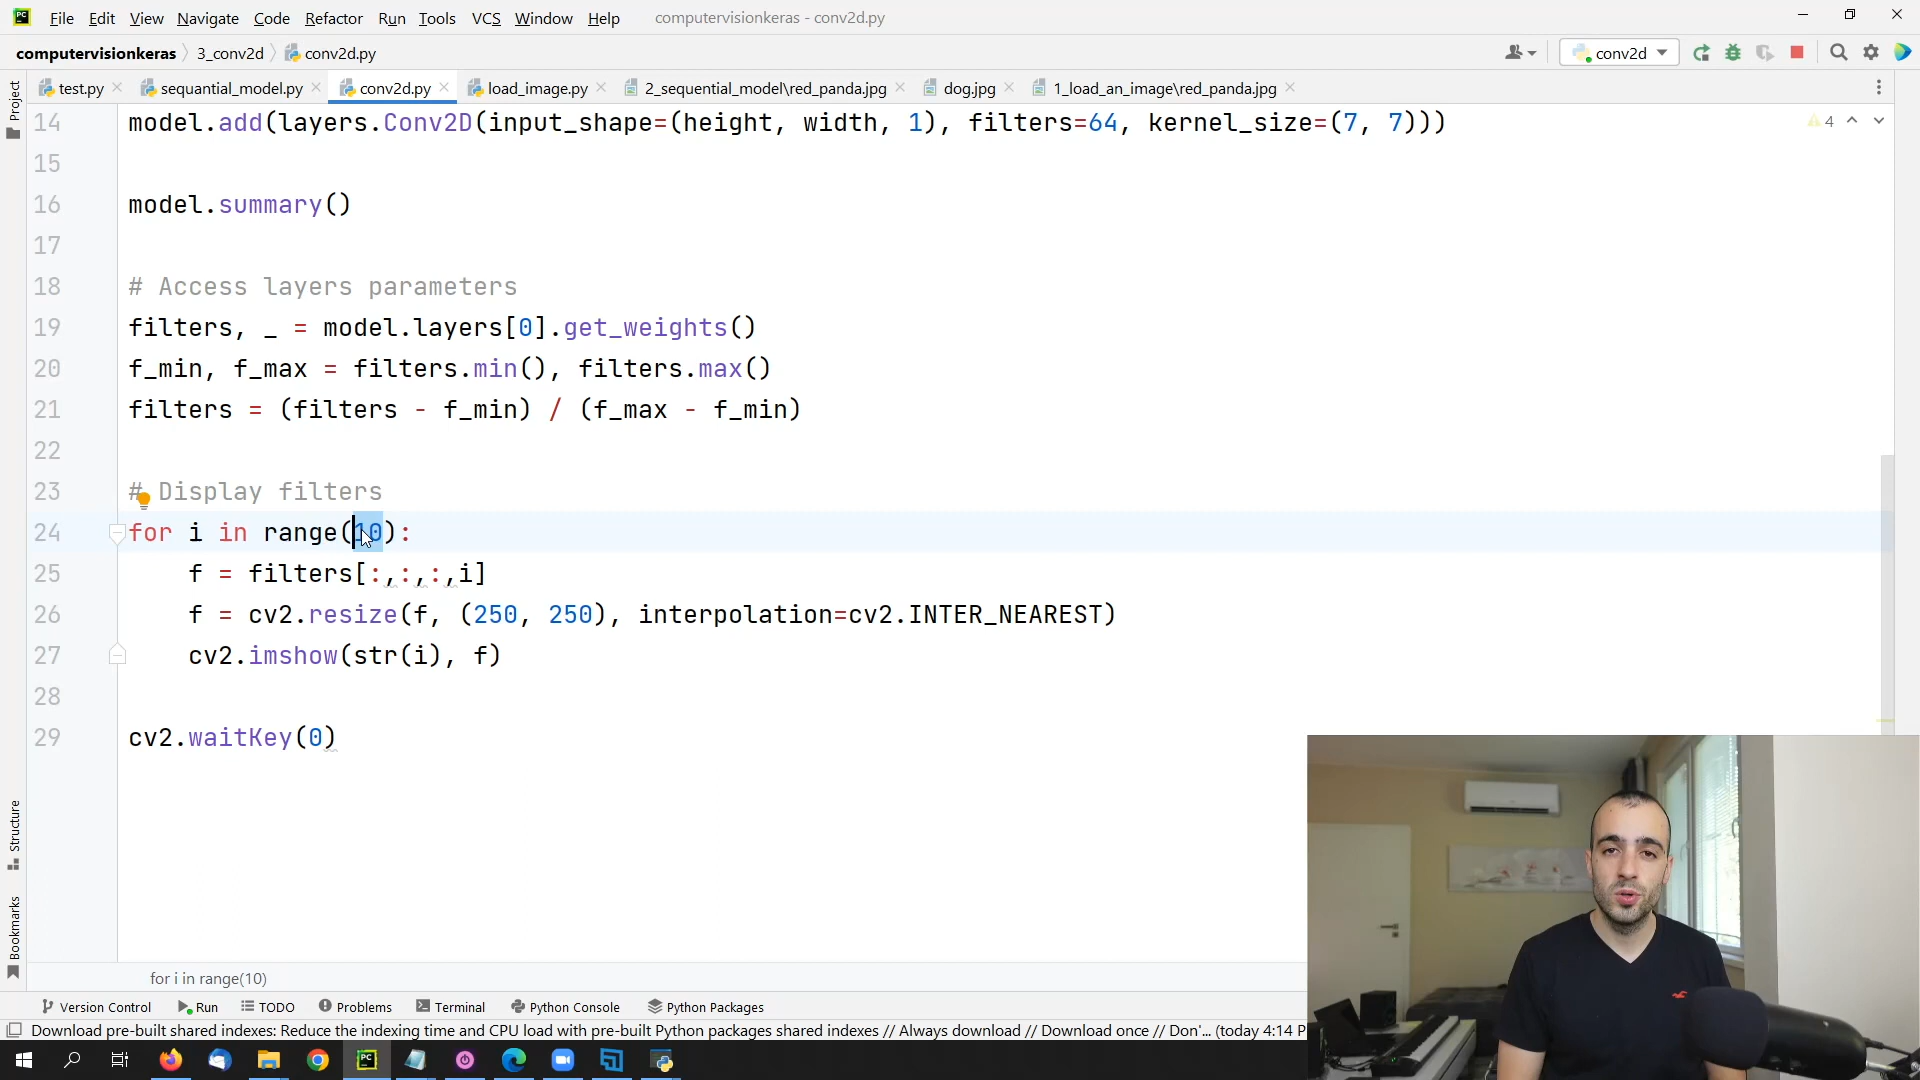 PC File Edit View Navigate Code Refactor Run Tools VCS Window Help computervisionkeras - conv2d.py
computervisionkeras 3_conv2d conv2d.py conv2d
test.py sequantial_model.py conv2d.py load_image.py 2_sequential_model\red_panda.jpg dog.jpg 1_load_an_image\red_panda.jpg
Project
14 model.add(layers.Conv2D(input_shape=(height, width, 1), filters=64, kernel_size=(7, 7))) 4
15
16 model.summary()
17
18 # Access layers parameters
19 filters, _ = model.layers[0].get_weights()
20 f_min, f_max = filters.min(), filters.max()
21 filters = (filters - f_min) / (f_max - f_min)
22
23 # Display filters
24 for i in range(10):
25 f = filters[:,:,:,i]
26 f = cv2.resize(f, (250, 250), interpolation=cv2.INTER_NEAREST)
27 cv2.imshow(str(i), f)
28
29 cv2.waitKey(0)
Structure
Bookmarks
for i in range(10)
Version Control Run TODO Problems Terminal Python Console Python Packages
Download pre-built shared indexes: Reduce the indexing time and CPU load with pre-built Python packages shared indexes // Always download // Download once // Don'... (today 4:14 P
PC